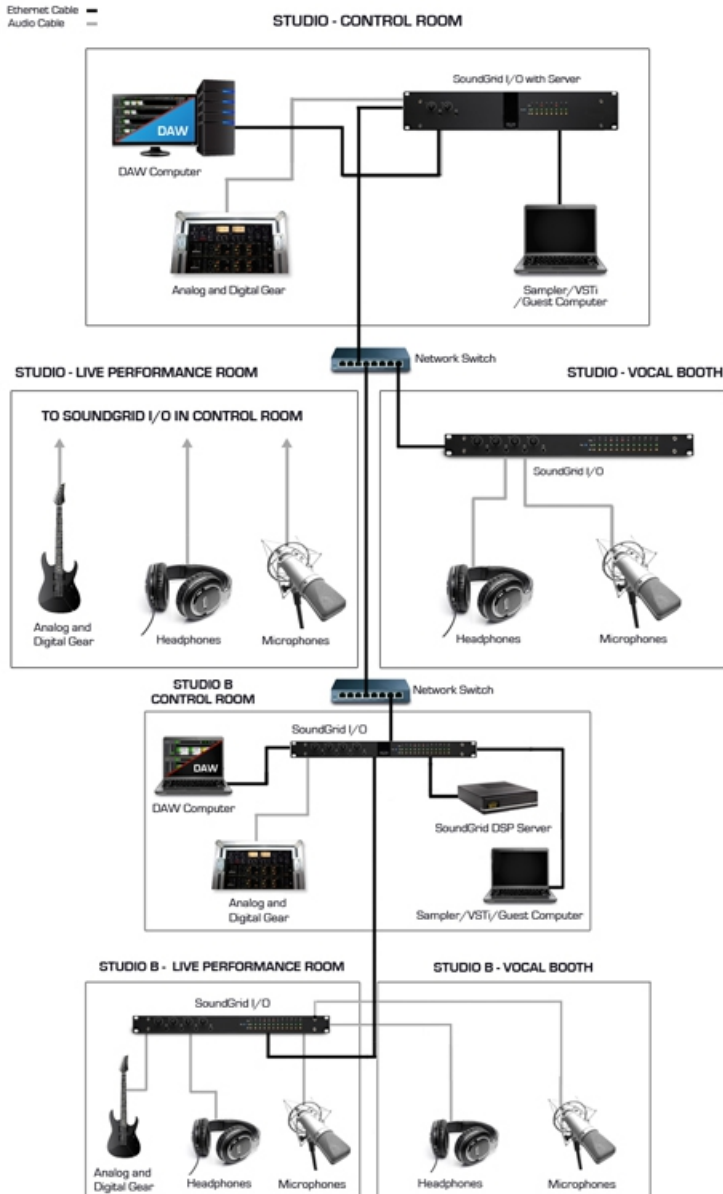 Ethernet Cable
Audio Cable
STUDIO - CONTROL ROOM
SoundGrid I/O with Server
DAW
DAW Computer
Analog and Digital Gear
Sampler/VSTi
/Guest Computer
Network Switch
STUDIO - LIVE PERFORMANCE ROOM
STUDIO - VOCAL BOOTH
TO SOUNDGRID I/O IN CONTROL ROOM
SoundGrid I/O
Analog and
Digital Gear
Headphones
Microphones
Headphones
Microphones
STUDIO B
CONTROL ROOM
Network Switch
SoundGrid I/O
DAW
DAW Computer
SoundGrid DSP Server
Analog and
Digital Gear
Sampler/VSTi/Guest Computer
STUDIO B - LIVE PERFORMANCE ROOM
STUDIO B - VOCAL BOOTH
SoundGrid I/O
Analog and
Digital Gear
Headphones
Microphones
Headphones
Microphones